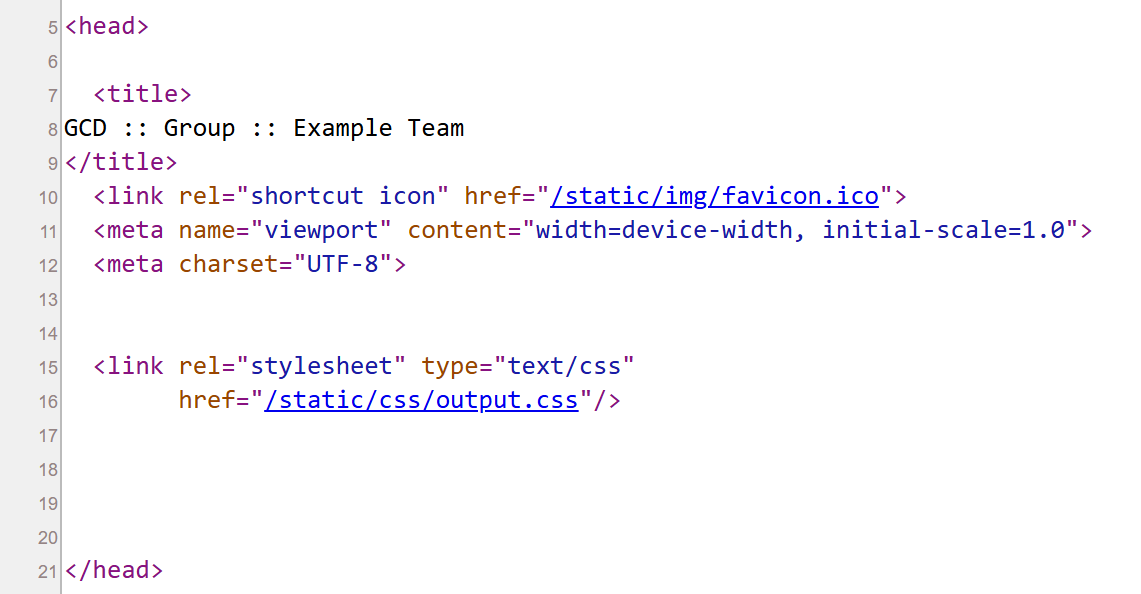 5 <head>
6
7   <title>
8 GCD :: Group :: Example Team
9 </title>
10   <link rel="shortcut icon" href="/static/img/favicon.ico">
11   <meta name="viewport" content="width=device-width, initial-scale=1.0">
12   <meta charset="UTF-8">
13
14
15   <link rel="stylesheet" type="text/css"
16         href="/static/css/output.css"/>
17
18
19
20
21 </head>